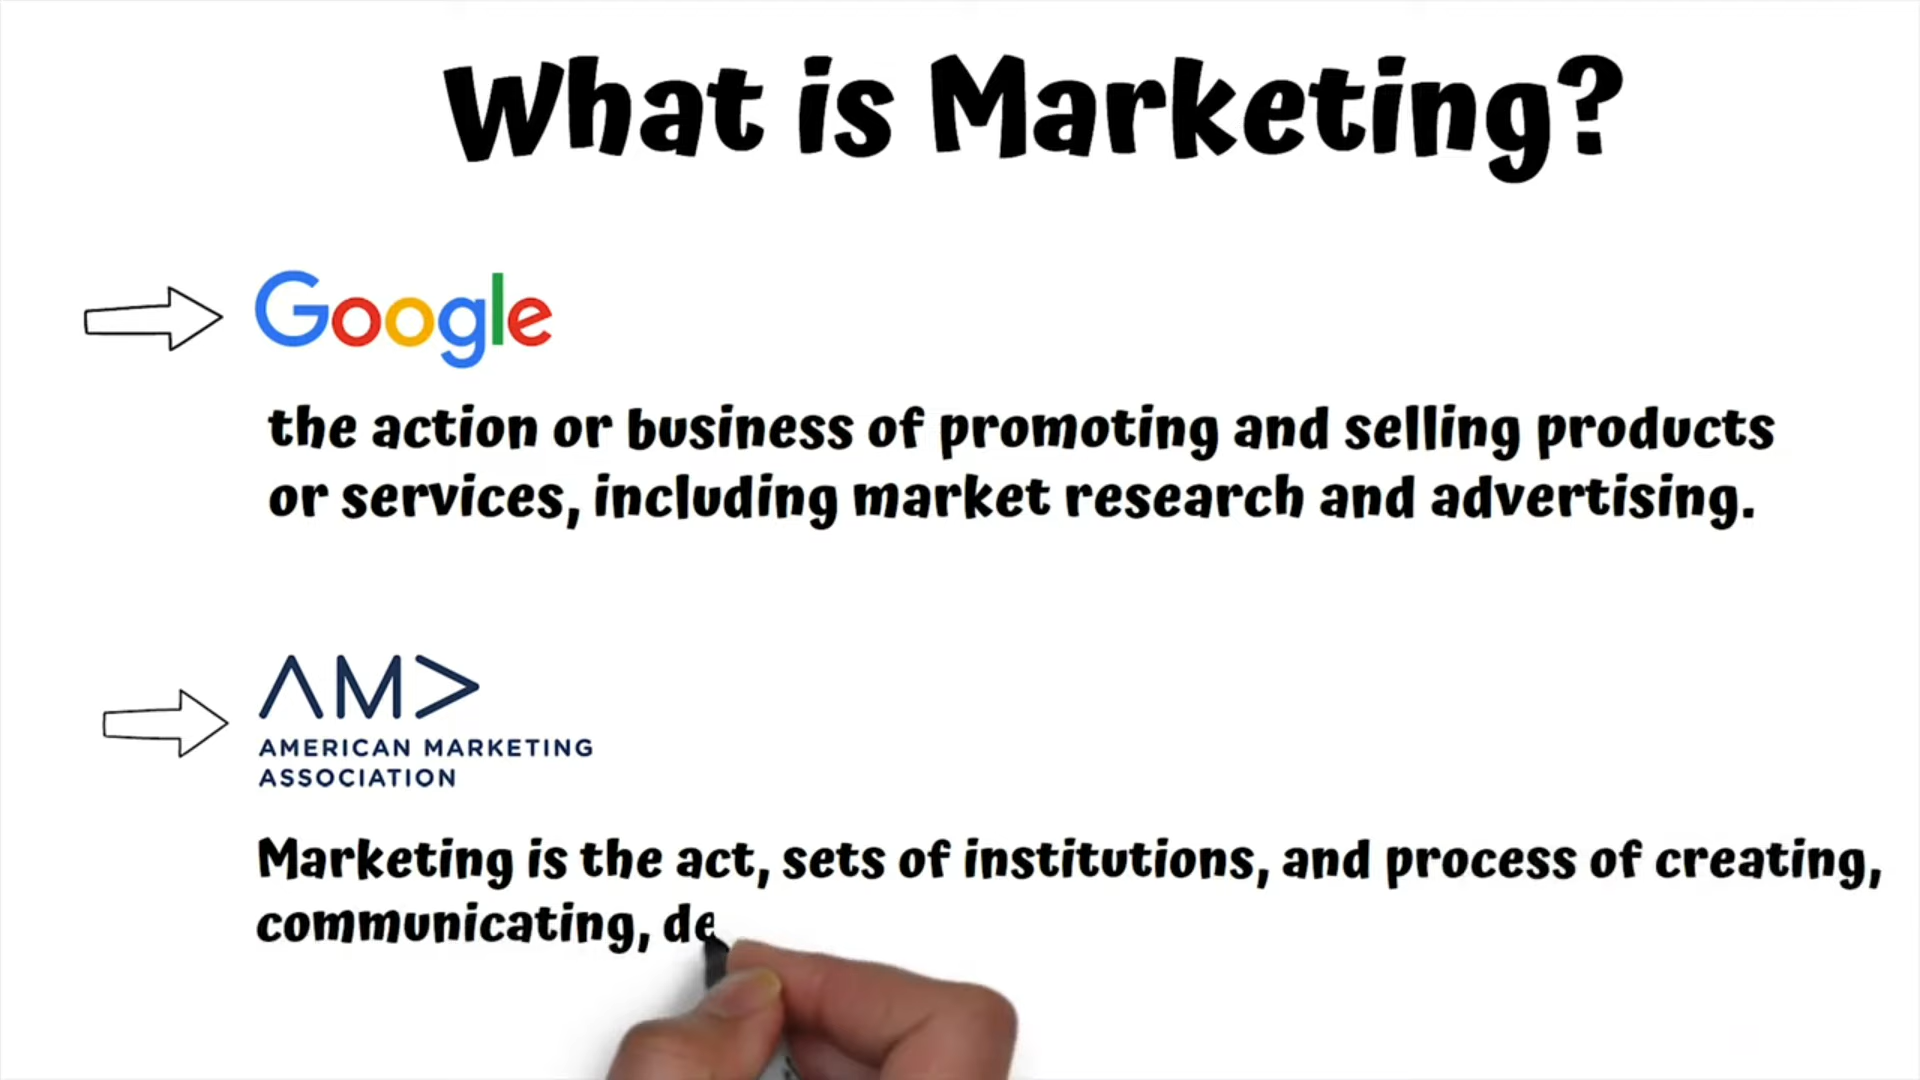 What is Marketing?
Google
the action or business of promoting and selling products
or services, including market research and advertising.
AMA
AMERICAN MARKETING
ASSOCIATION
Marketing is the act, sets of institutions, and process of creating,
communicating, de